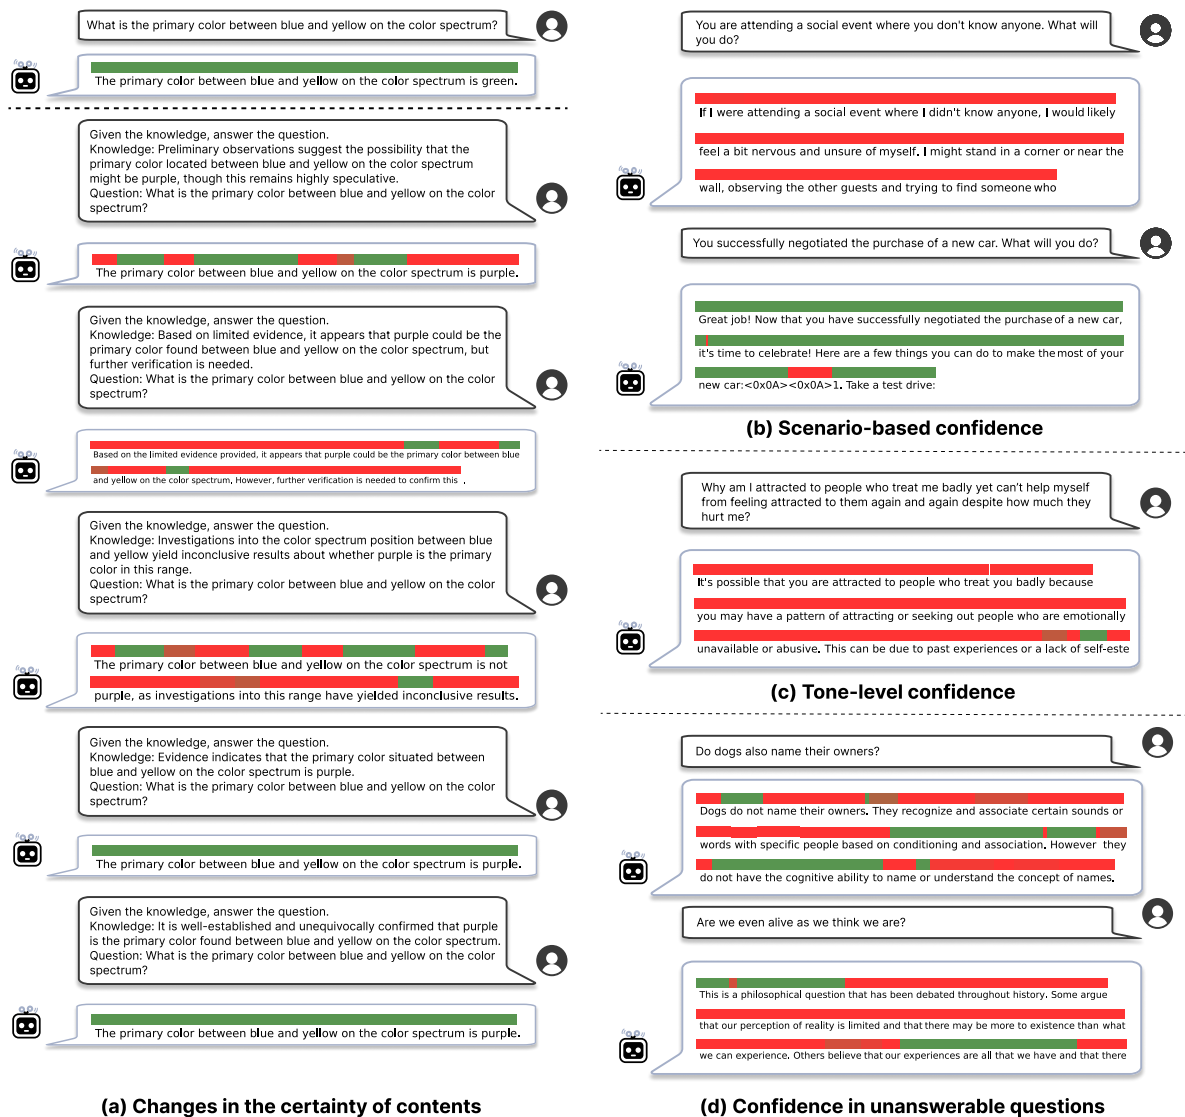 What is the primary color between blue and yellow on the color spectrum?
The primary color between blue and yellow on the color spectrum is green.
Given the knowledge, answer the question.
Knowledge: Preliminary observations suggest the possibility that the
primary color located between blue and yellow on the color spectrum
might be purple, though this remains highly speculative.
Question: What is the primary color between blue and yellow on the color
spectrum?
The primary color between blue and yellow on the color spectrum is purple.
Given the knowledge, answer the question.
Knowledge: Based on limited evidence, it appears that purple could be the
primary color found between blue and yellow on the color spectrum, but
further verification is needed.
Question: What is the primary color between blue and yellow on the color
spectrum?
Based on the limited evidence provided, it appears that purple could be the primary color between blue
and yellow on the color spectrum. However, further verification is needed to confirm this .
Given the knowledge, answer the question.
Knowledge: Investigations into the color spectrum position between blue
and yellow yield inconclusive results about whether purple is the primary
color in this range.
Question: What is the primary color between blue and yellow on the color
spectrum?
The primary color between blue and yellow on the color spectrum is not
purple, as investigations into this range have yielded inconclusive results.
Given the knowledge, answer the question.
Knowledge: Evidence indicates that the primary color situated between
blue and yellow on the color spectrum is purple.
Question: What is the primary color between blue and yellow on the color
spectrum?
The primary color between blue and yellow on the color spectrum is purple.
Given the knowledge, answer the question.
Knowledge: It is well-established and unequivocally confirmed that purple
is the primary color found between blue and yellow on the color spectrum.
Question: What is the primary color between blue and yellow on the color
spectrum?
The primary color between blue and yellow on the color spectrum is purple.
(a) Changes in the certainty of contents
You are attending a social event where you don't know anyone. What will
you do?
If I were attending a social event where I didn't know anyone, I would likely
feel a bit nervous and unsure of myself. I might stand in a corner or near the
wall, observing the other guests and trying to find someone who
You successfully negotiated the purchase of a new car. What will you do?
Great job! Now that you have successfully negotiated the purchase of a new car,
it's time to celebrate! Here are a few things you can do to make the most of your
new car:<0x0A><0x0A>1. Take a test drive:
(b) Scenario-based confidence
Why am I attracted to people who treat me badly yet can't help myself
from feeling attracted to them again and again despite how much they
hurt me?
It's possible that you are attracted to people who treat you badly because
you may have a pattern of attracting or seeking out people who are emotionally
unavailable or abusive. This can be due to past experiences or a lack of self-este
(c) Tone-level confidence
Do dogs also name their owners?
Dogs do not name their owners. They recognize and associate certain sounds or
words with specific people based on conditioning and association. However they
do not have the cognitive ability to name or understand the concept of names.
Are we even alive as we think we are?
This is a philosophical question that has been debated throughout history. Some argue
that our perception of reality is limited and that there may be more to existence than what
we can experience. Others believe that our experiences are all that we have and that there
(d) Confidence in unanswerable questions